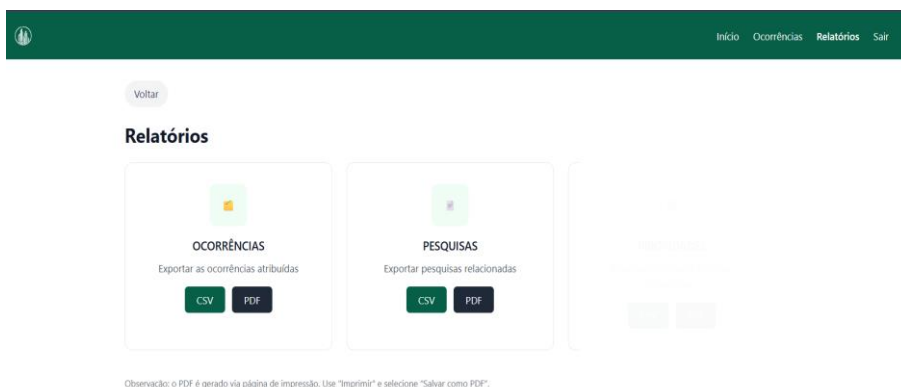 Início Ocorrências Relatórios Sair
Voltar
Relatórios
OCORRÊNCIAS
Exportar as ocorrências atribuídas
CSV PDF
PESQUISAS
Exportar pesquisas relacionadas
CSV PDF
Observação: o PDF é gerado via página de impressão. Use "Imprimir" e selecione "Salvar como PDF".